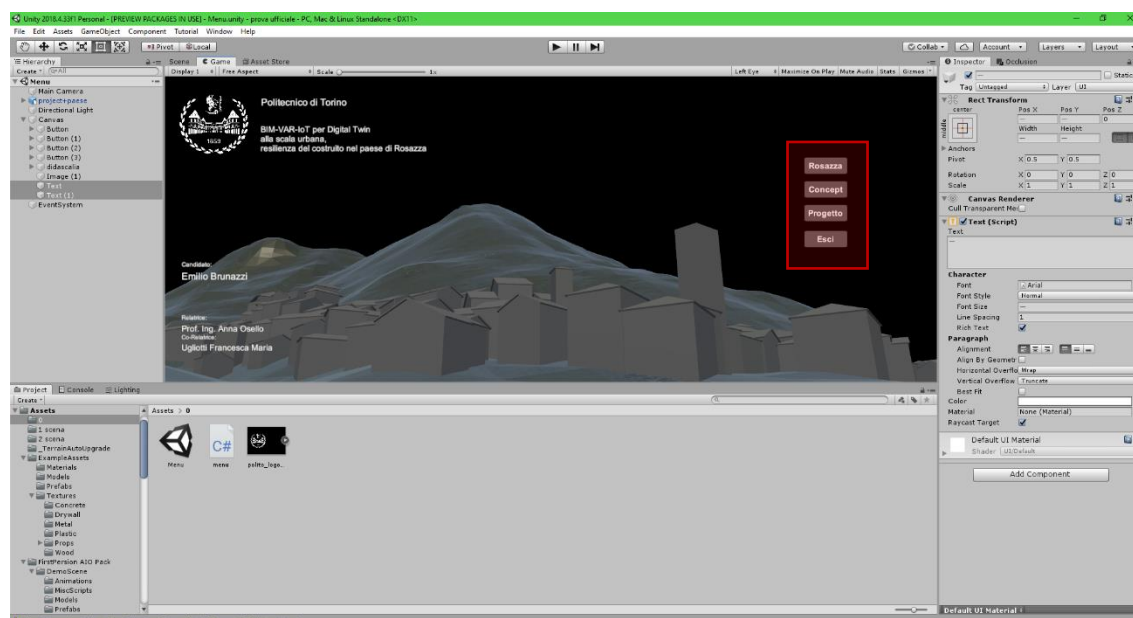 Unity 2018.4.33f1 Personal - [PREVIEW PACKAGES IN USE] - Menu.unity - prova ufficiale - PC, Mac & Linux Standalone <DX11>
File Edit Assets GameObject Component Tutorial Window Help
Pivot Local Collab Account Layers Layout
Hierarchy Scene Game Asset Store Inspector Occlusion
Create All Display 1 Free Aspect Scale 1x Left Eye Maximize On Play Mute Audio Stats Gizmos
Menu
Main Camera
project+paese
Directional Light
Canvas
Button
Button (1)
Button (2)
Button (3)
didascalia
Image (1)
Text
Text (1)
EventSystem
Politecnico di Torino
BIM-VAR-IoT per Digital Twin
alla scala urbana,
resilienza del costruito nel paese di Rosazza
1859
Rosazza
Concept
Progetto
Esci
Candidato:
Emilio Brunazzi
Relatrice:
Prof. Ing. Anna Osello
Co-Relatrice:
Ugliotti Francesca Maria
Static
Tag Untagged Layer UI
Rect Transform
center Pos X Pos Y Pos Z
middle — — 0
Width Height
— —
Anchors
Pivot X 0.5 Y 0.5
Rotation X 0 Y 0 Z 0
Scale X 1 Y 1 Z 1
Canvas Renderer
Cull Transparent Me
Text (Script)
Text
—
Character
Font Arial
Font Style Normal
Font Size —
Line Spacing 1
Rich Text
Paragraph
Alignment
Align By Geometr
Horizontal Overflo Wrap
Vertical Overflow Truncate
Best Fit
Color
Material None (Material)
Raycast Target
Default UI Material
Shader UI/Default
Add Component
Default UI Material
Project Console Lighting
Create
Assets
0
1 scena
2 scena
_TerrainAutoUpgrade
ExampleAssets
Materials
Models
Prefabs
Textures
Concrete
Drywall
Metal
Plastic
Props
Wood
FirstPersion AIO Pack
DemoScene
Animations
MiscScripts
Models
Prefabs
Assets > 0
C#
Menu menu polito_logo...